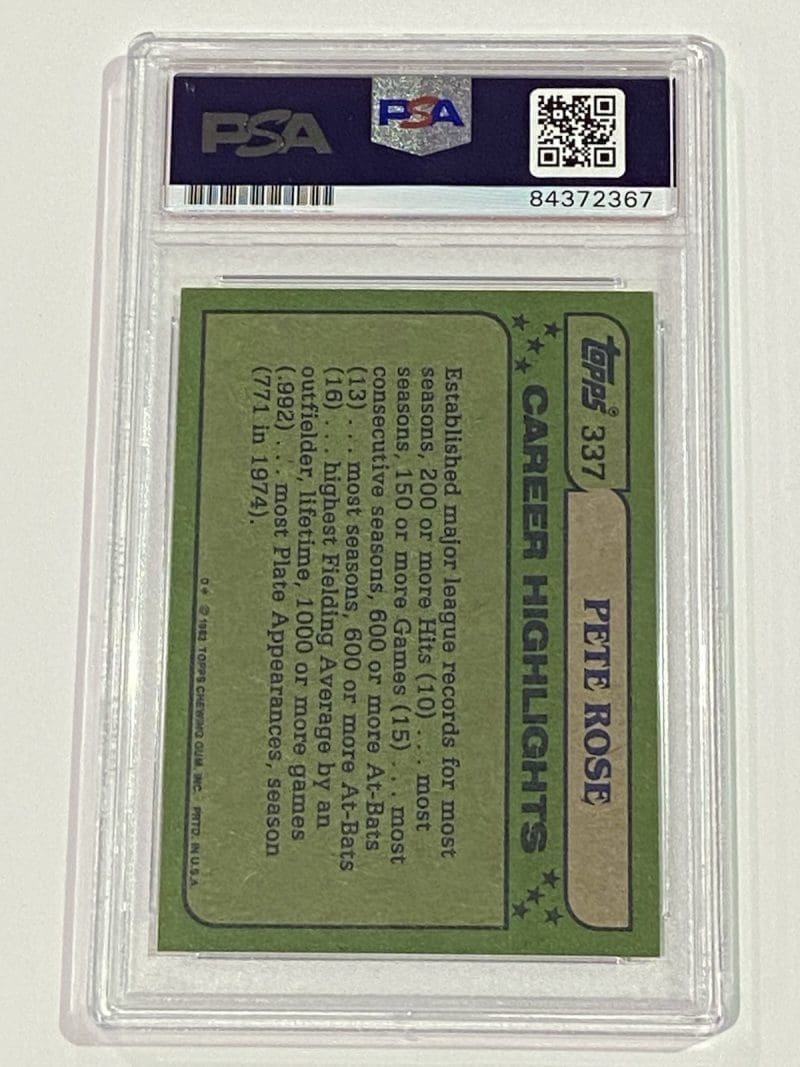 PSA
PSA
84372367
topps® 337
PETE ROSE
CAREER HIGHLIGHTS
Established major league records for most
seasons, 200 or more Hits (10) . . . most
seasons, 150 or more Games (15) . . . most
consecutive seasons, 600 or more At-Bats
(13) . . . most seasons, 600 or more At-Bats
(16) . . . highest Fielding Average by an
outfielder, lifetime, 1000 or more games
(.992) . . . most Plate Appearances, season
(771 in 1974).
D* © 1982 TOPPS CHEWING GUM, INC. PRTD. IN U.S.A.